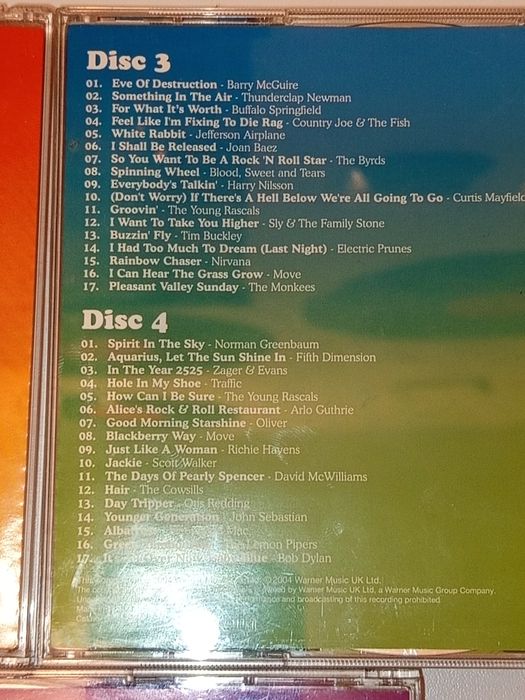 Disc 3
01. Eve Of Destruction - Barry McGuire
02. Something In The Air - Thunderclap Newman
03. For What It's Worth - Buffalo Springfield
04. Feel Like I'm Fixing To Die Rag - Country Joe & The Fish
05. White Rabbit - Jefferson Airplane
06. I Shall Be Released - Joan Baez
07. So You Want To Be A Rock 'N Roll Star - The Byrds
08. Spinning Wheel - Blood, Sweat and Tears
09. Everybody's Talkin' - Harry Nilsson
10. (Don't Worry) If There's A Hell Below We're All Going To Go - Curtis Mayfield
11. Groovin' - The Young Rascals
12. I Want To Take You Higher - Sly & The Family Stone
13. Buzzin' Fly - Tim Buckley
14. I Had Too Much To Dream (Last Night) - Electric Prunes
15. Rainbow Chaser - Nirvana
16. I Can Hear The Grass Grow - Move
17. Pleasant Valley Sunday - The Monkees
Disc 4
01. Spirit In The Sky - Norman Greenbaum
02. Aquarius, Let The Sun Shine In - Fifth Dimension
03. In The Year 2525 - Zager & Evans
04. Hole In My Shoe - Traffic
05. How Can I Be Sure - The Young Rascals
06. Alice's Rock & Roll Restaurant - Arlo Guthrie
07. Good Morning Starshine - Oliver
08. Blackberry Way - Move
09. Just Like A Woman - Richie Havens
10. Jackie - Scott Walker
11. The Days Of Pearly Spencer - David McWilliams
12. Hair - The Cowsills
13. Day Tripper - Otis Redding
14. Younger Generation - John Sebastian
15. Mac
16. Green Lemon Pipers
17. Blue - Bob Dylan
© 2004 Warner Music UK Ltd.
by Warner Music UK Ltd, a Warner Music Group Company.
and broadcasting of this recording prohibited.